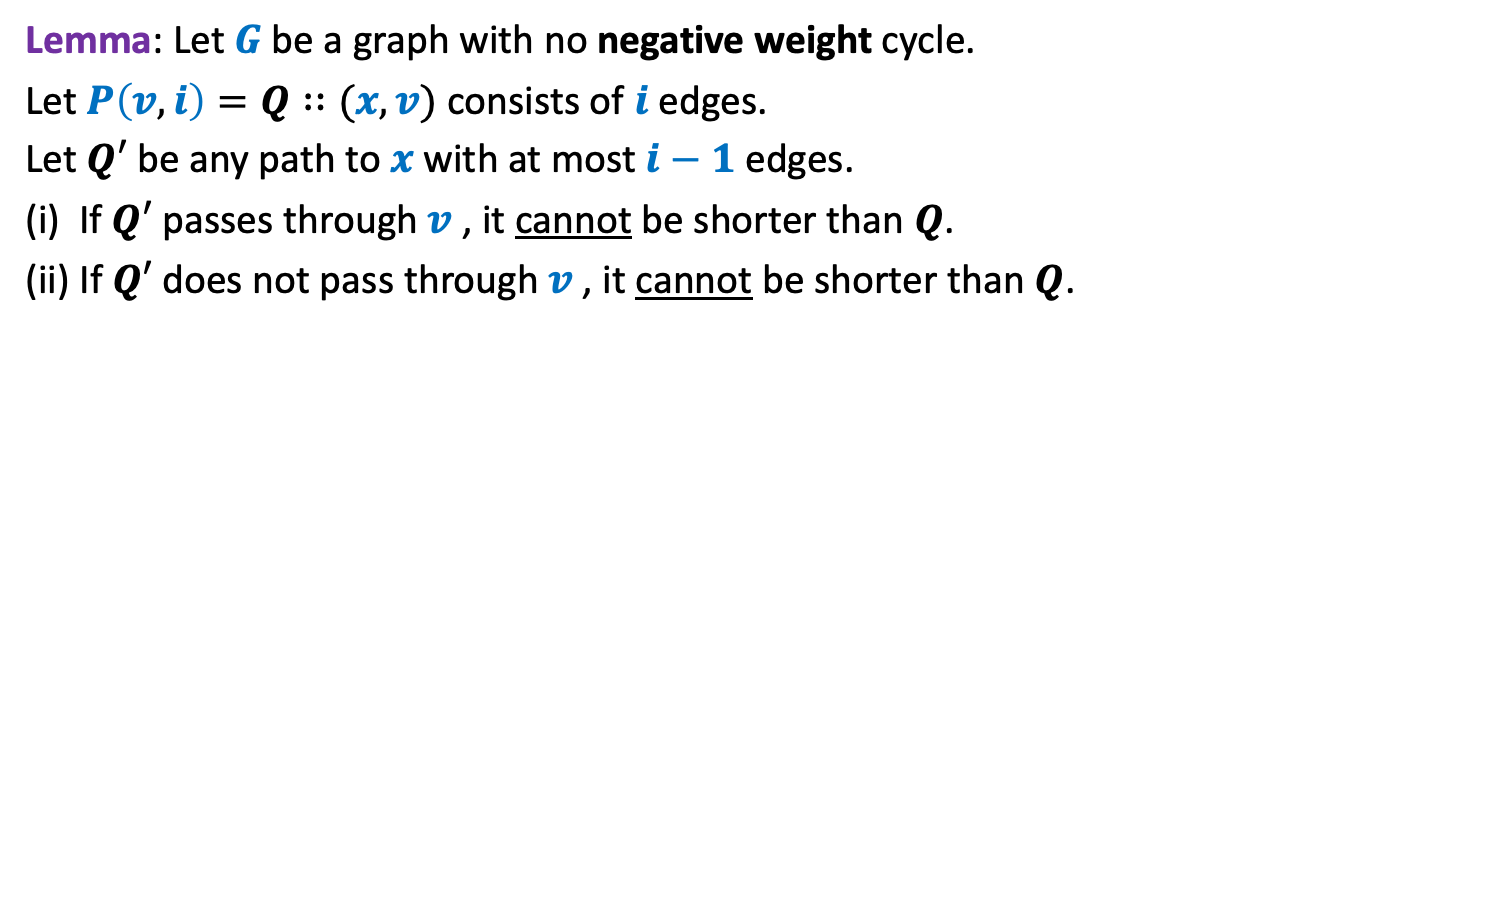 Lemma: Let G be a graph with no negative weight cycle.
Let P(v, i) = Q :: (x, v) consists of i edges.
Let Q′ be any path to x with at most i − 1 edges.
(i) If Q′ passes through v , it cannot be shorter than Q.
(ii) If Q′ does not pass through v , it cannot be shorter than Q.